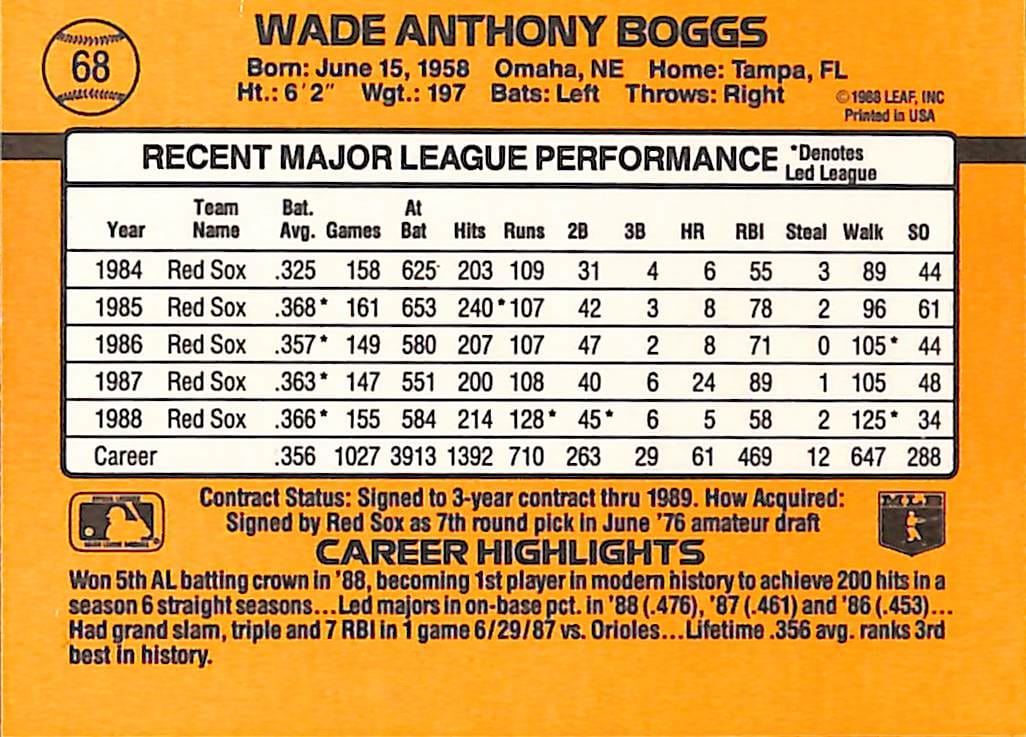 68
WADE ANTHONY BOGGS
Born: June 15, 1958 Omaha, NE Home: Tampa, FL
Ht.: 6'2" Wgt.: 197 Bats: Left Throws: Right
©1988 LEAF, INC
Printed in USA
RECENT MAJOR LEAGUE PERFORMANCE *Denotes
Led League
Team Bat. At
Year Name Avg. Games Bat Hits Runs 2B 3B HR RBI Steal Walk SO
1984 Red Sox .325 158 625 203 109 31 4 6 55 3 89 44
1985 Red Sox .368* 161 653 240* 107 42 3 8 78 2 96 61
1986 Red Sox .357* 149 580 207 107 47 2 8 71 0 105* 44
1987 Red Sox .363* 147 551 200 108 40 6 24 89 1 105 48
1988 Red Sox .366* 155 584 214 128* 45* 6 5 58 2 125* 34
Career .356 1027 3913 1392 710 263 29 61 469 12 647 288
Contract Status: Signed to 3-year contract thru 1989. How Acquired:
Signed by Red Sox as 7th round pick in June '76 amateur draft
MLB
CAREER HIGHLIGHTS
Won 5th AL batting crown in '88, becoming 1st player in modern history to achieve 200 hits in a
season 6 straight seasons...Led majors in on-base pct. in '88 (.476), '87 (.461) and '86 (.453)...
Had grand slam, triple and 7 RBI in 1 game 6/29/87 vs. Orioles...Lifetime .356 avg. ranks 3rd
best in history.